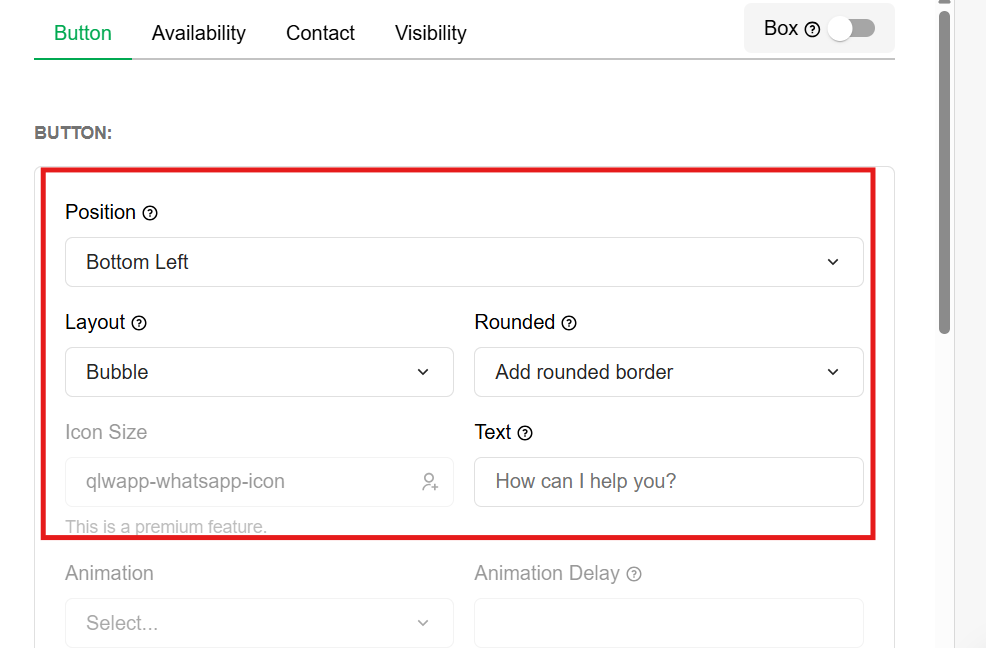 Button Availability Contact Visibility Box
BUTTON:
Position
Bottom Left
Layout Rounded
Bubble Add rounded border
Icon Size Text
qlwapp-whatsapp-icon How can I help you?
This is a premium feature.
Animation Animation Delay
Select...